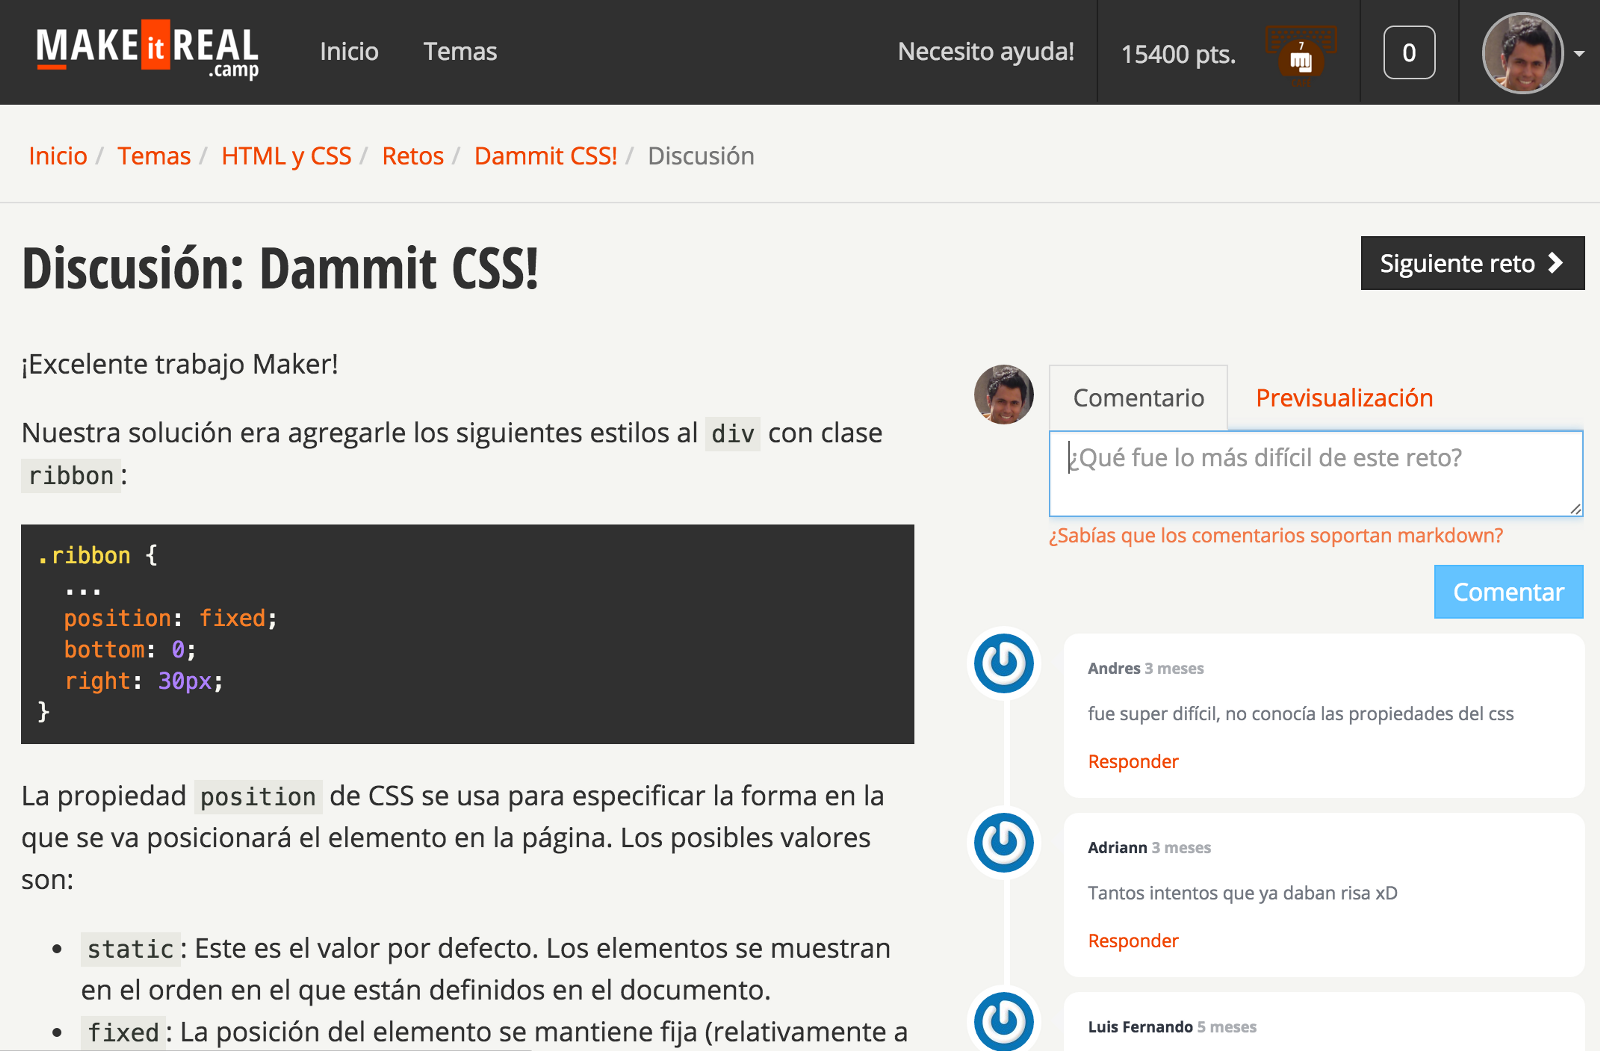 MAKE it REAL .camp
Inicio
Temas
Necesito ayuda!
15400 pts.
7
0
Inicio / Temas / HTML y CSS / Retos / Dammit CSS! / Discusión
Discusión: Dammit CSS!
Siguiente reto
¡Excelente trabajo Maker!
Nuestra solución era agregarle los siguientes estilos al div con clase
ribbon:
.ribbon {
...
position: fixed;
bottom: 0;
right: 30px;
}
La propiedad position de CSS se usa para especificar la forma en la
que se va posicionará el elemento en la página. Los posibles valores
son:
• static: Este es el valor por defecto. Los elementos se muestran
en el orden en el que están definidos en el documento.
• fixed: La posición del elemento se mantiene fija (relativamente a
Comentario
Previsualización
¿Qué fue lo más difícil de este reto?
¿Sabías que los comentarios soportan markdown?
Comentar
Andres 3 meses
fue super difícil, no conocía las propiedades del css
Responder
Adriann 3 meses
Tantos intentos que ya daban risa xD
Responder
Luis Fernando 5 meses